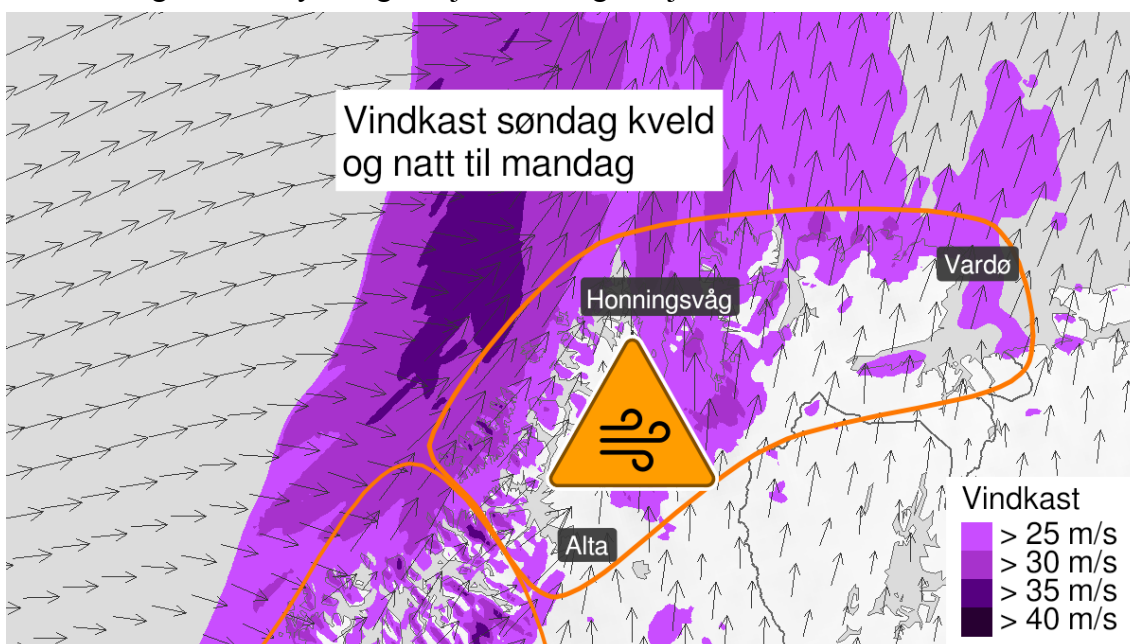 Vindkast søndag kveld
og natt til mandag
Vardø
Honningsvåg
Alta
Vindkast
> 25 m/s
> 30 m/s
> 35 m/s
> 40 m/s